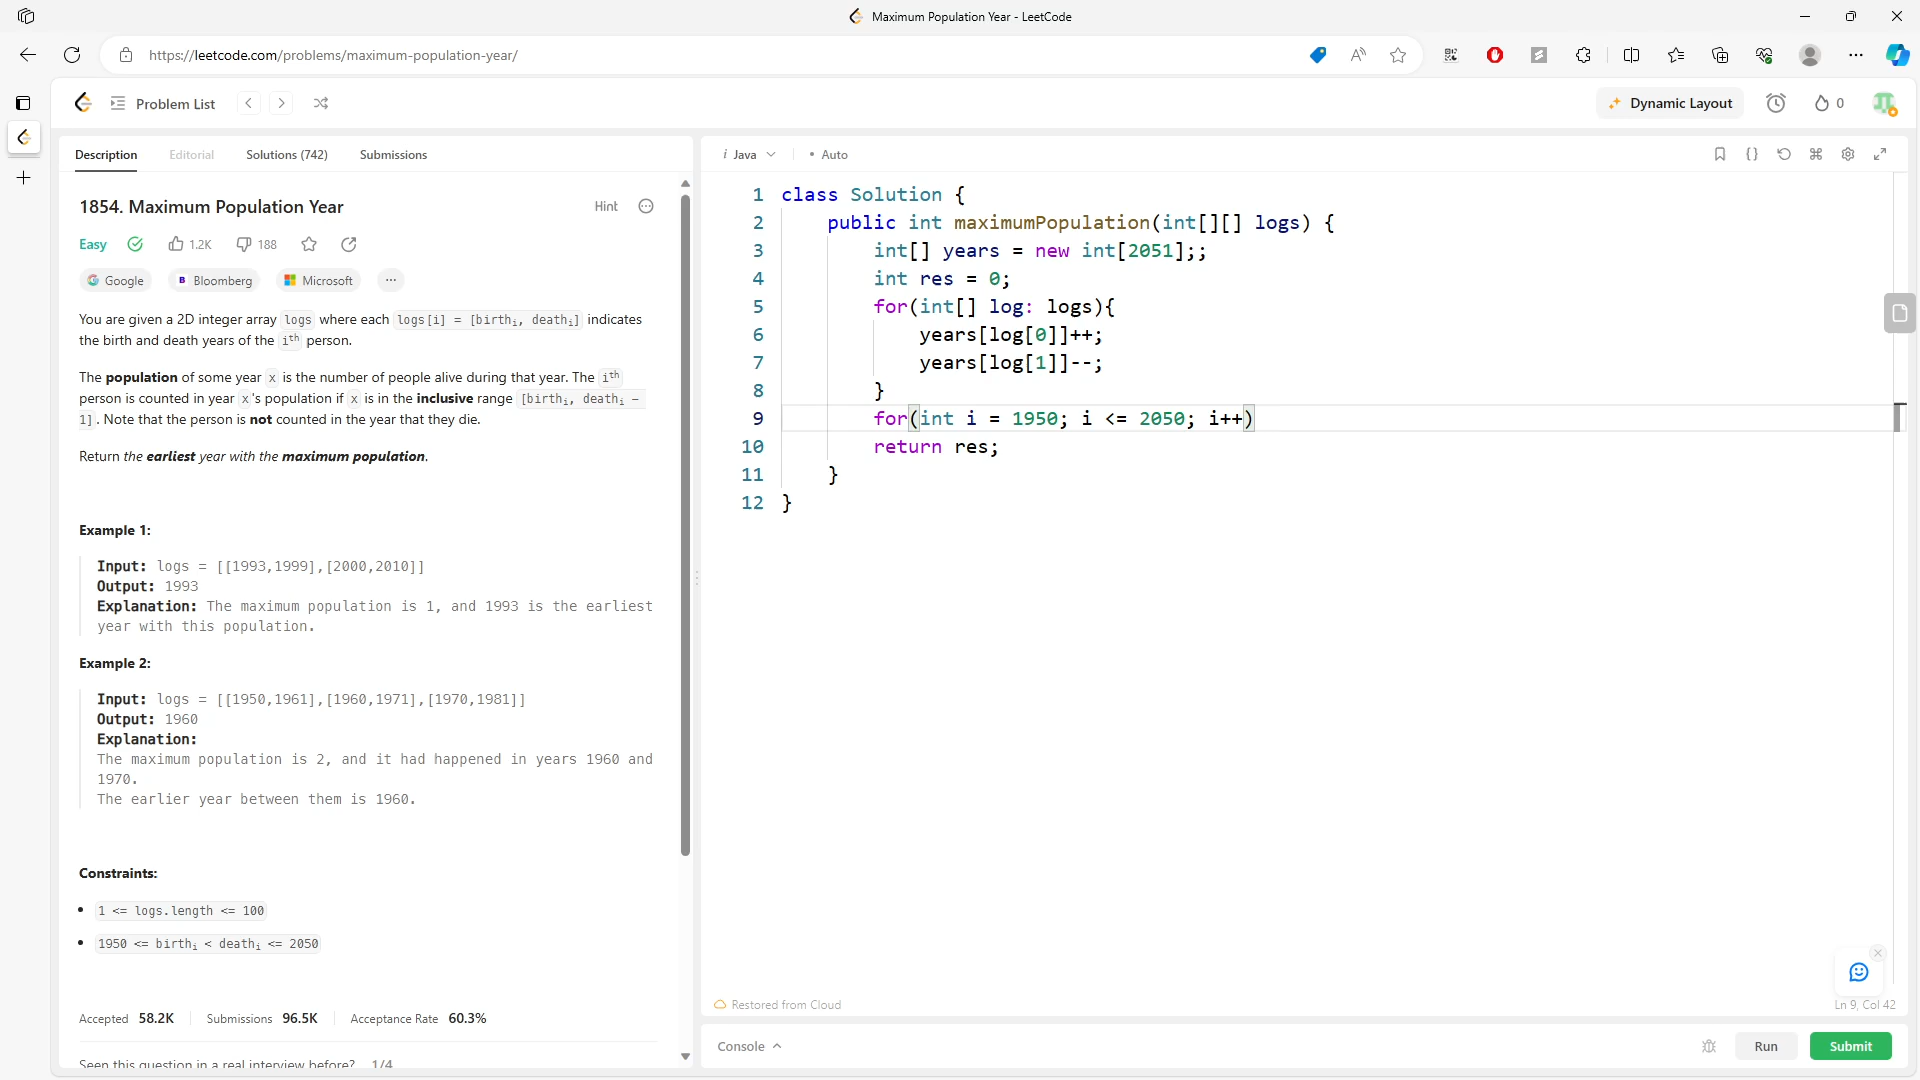 Maximum Population Year - LeetCode
https://leetcode.com/problems/maximum-population-year/
Problem List
Dynamic Layout
0
Description Editorial Solutions (742) Submissions
1854. Maximum Population Year
Hint
Easy 1.2K 188
Google Bloomberg Microsoft ...
You are given a 2D integer array logs where each logs[i] = [birthᵢ, deathᵢ] indicates
the birth and death years of the iᵗʰ person.
The population of some year x is the number of people alive during that year. The iᵗʰ
person is counted in year x's population if x is in the inclusive range [birthᵢ, deathᵢ -
1]. Note that the person is not counted in the year that they die.
Return the earliest year with the maximum population.
Example 1:
Input: logs = [[1993,1999],[2000,2010]]
Output: 1993
Explanation: The maximum population is 1, and 1993 is the earliest
year with this population.
Example 2:
Input: logs = [[1950,1961],[1960,1971],[1970,1981]]
Output: 1960
Explanation:
The maximum population is 2, and it had happened in years 1960 and
1970.
The earlier year between them is 1960.
Constraints:
• 1 <= logs.length <= 100
• 1950 <= birthᵢ < deathᵢ <= 2050
Accepted 58.2K Submissions 96.5K Acceptance Rate 60.3%
Seen this question in a real interview before? 1/4
i Java • Auto
1 class Solution {
2 public int maximumPopulation(int[][] logs) {
3 int[] years = new int[2051];;
4 int res = 0;
5 for(int[] log: logs){
6 years[log[0]]++;
7 years[log[1]]--;
8 }
9 for(int i = 1950; i <= 2050; i++)
10 return res;
11 }
12 }
Restored from Cloud
Ln 9, Col 42
Console
Run
Submit